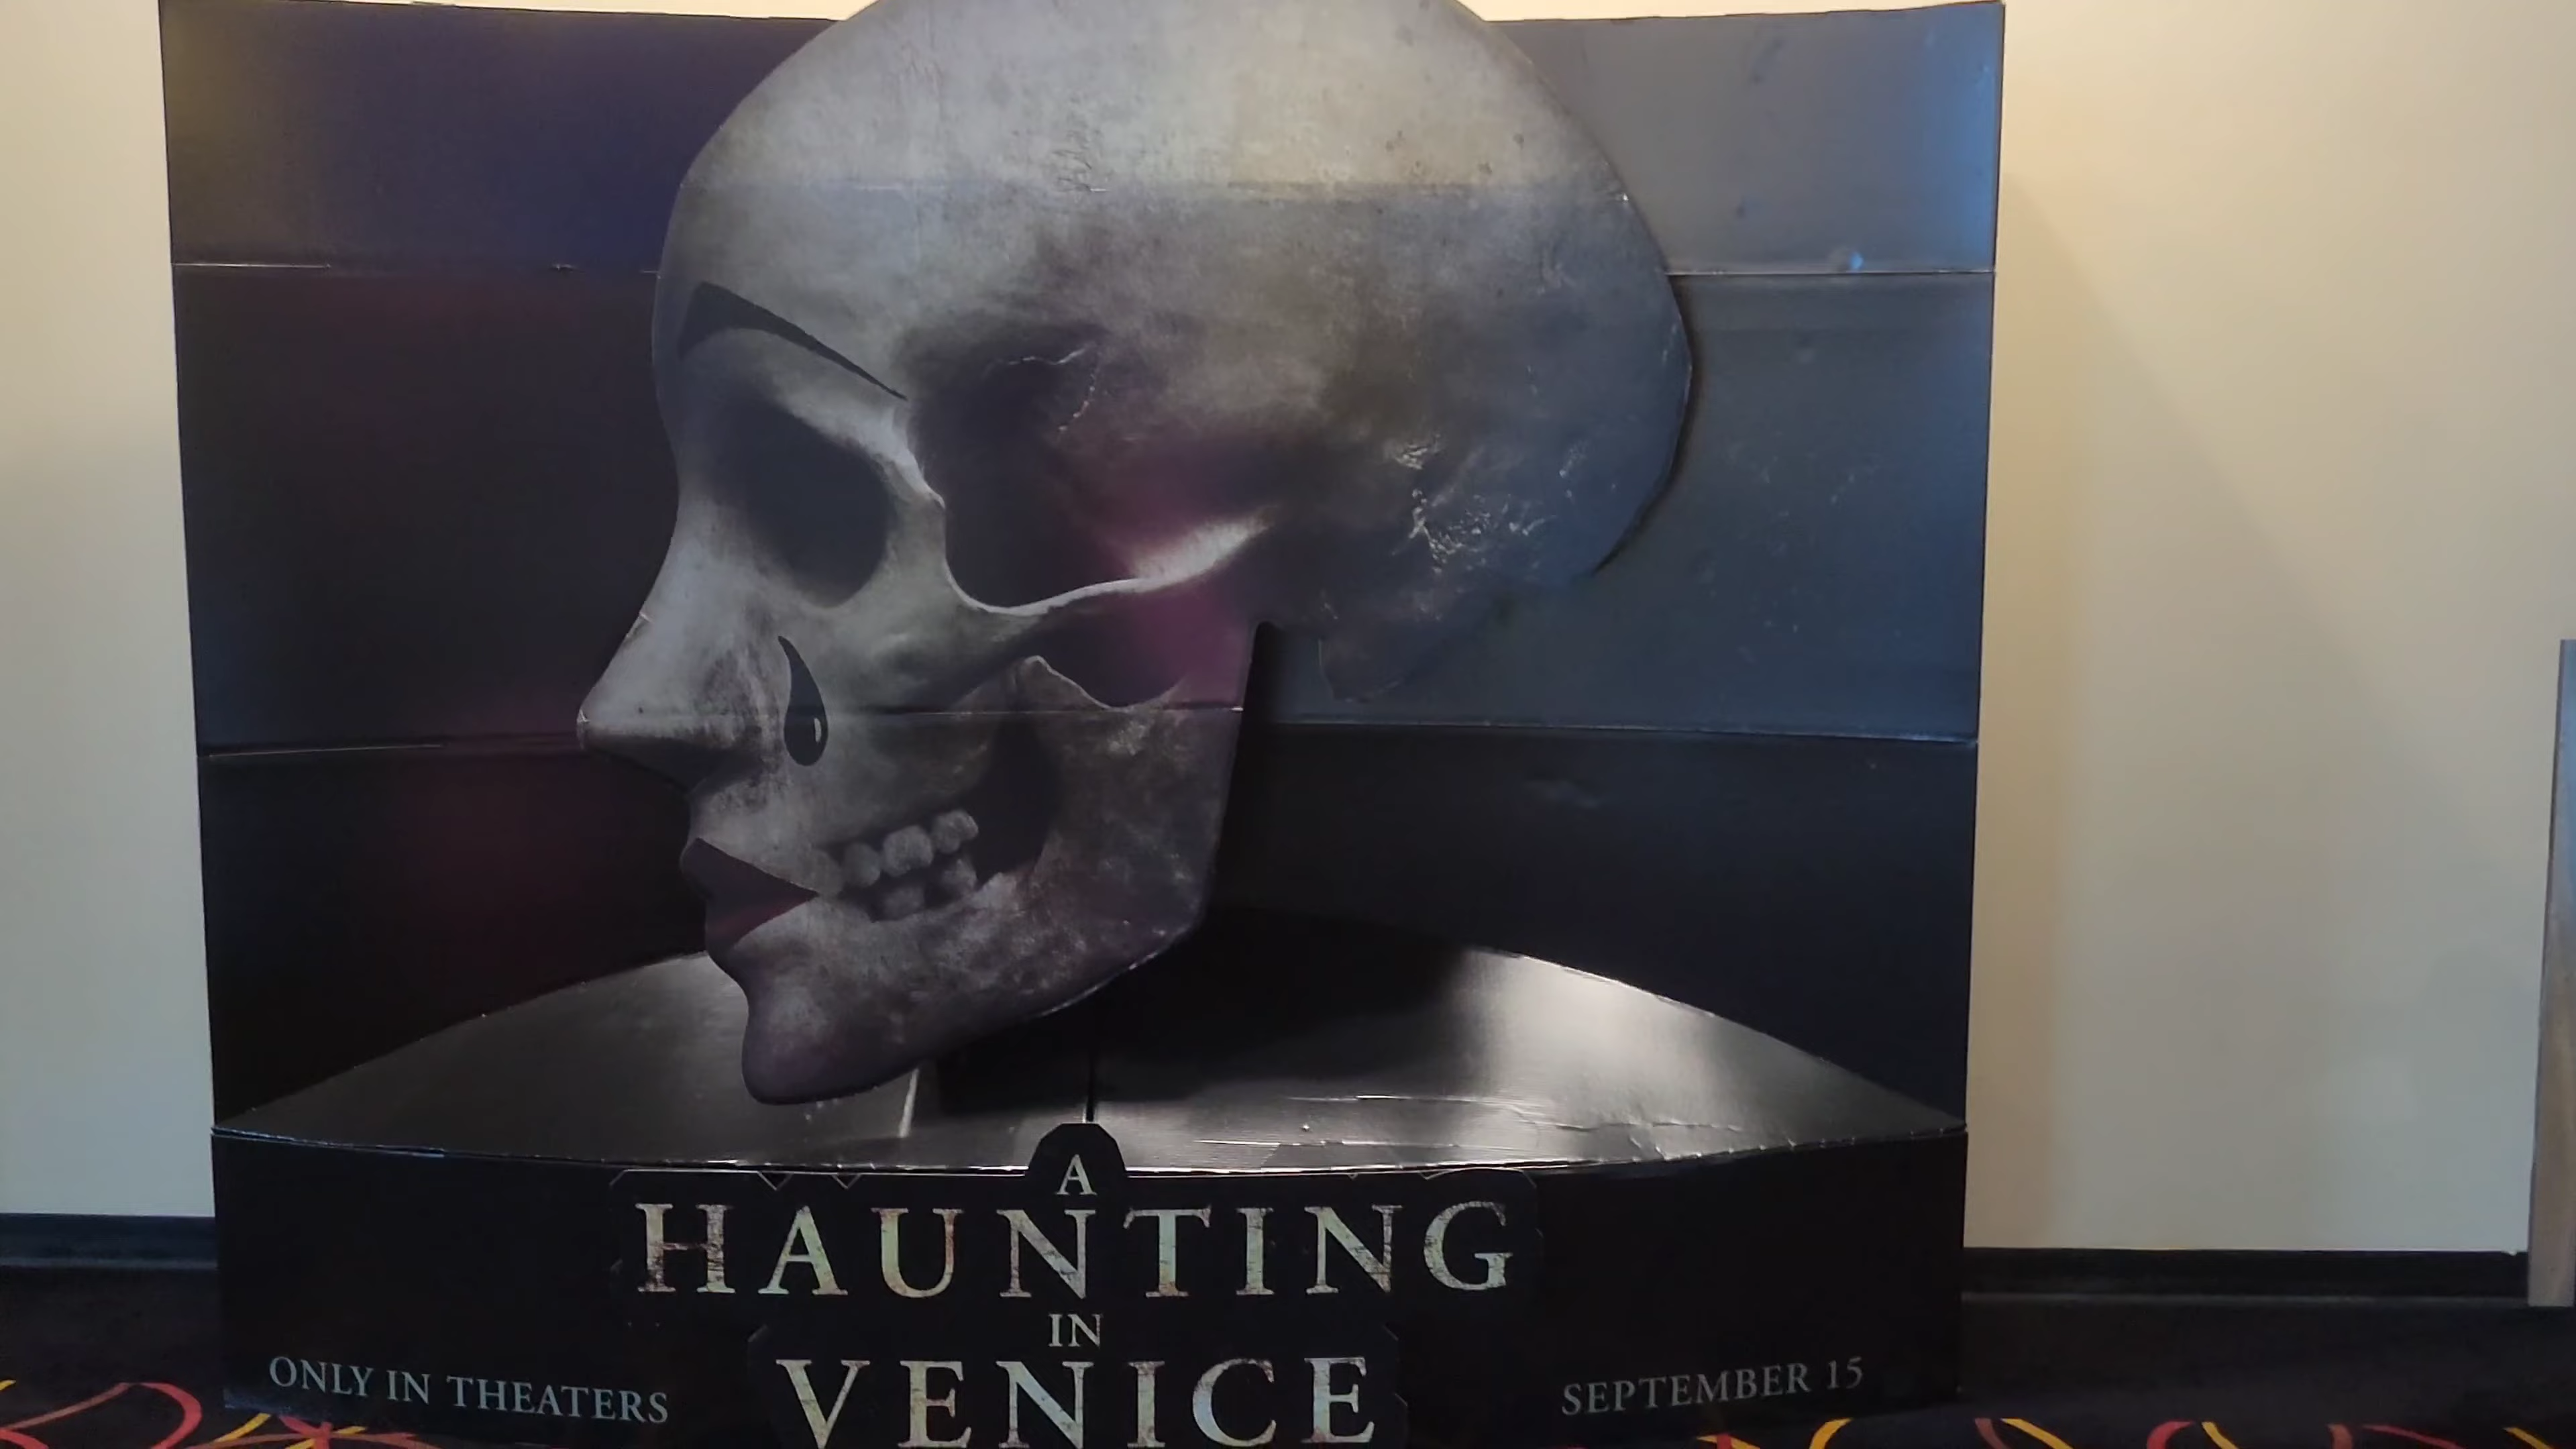 A
HAUNTING
IN
VENICE
ONLY IN THEATERS
SEPTEMBER 15